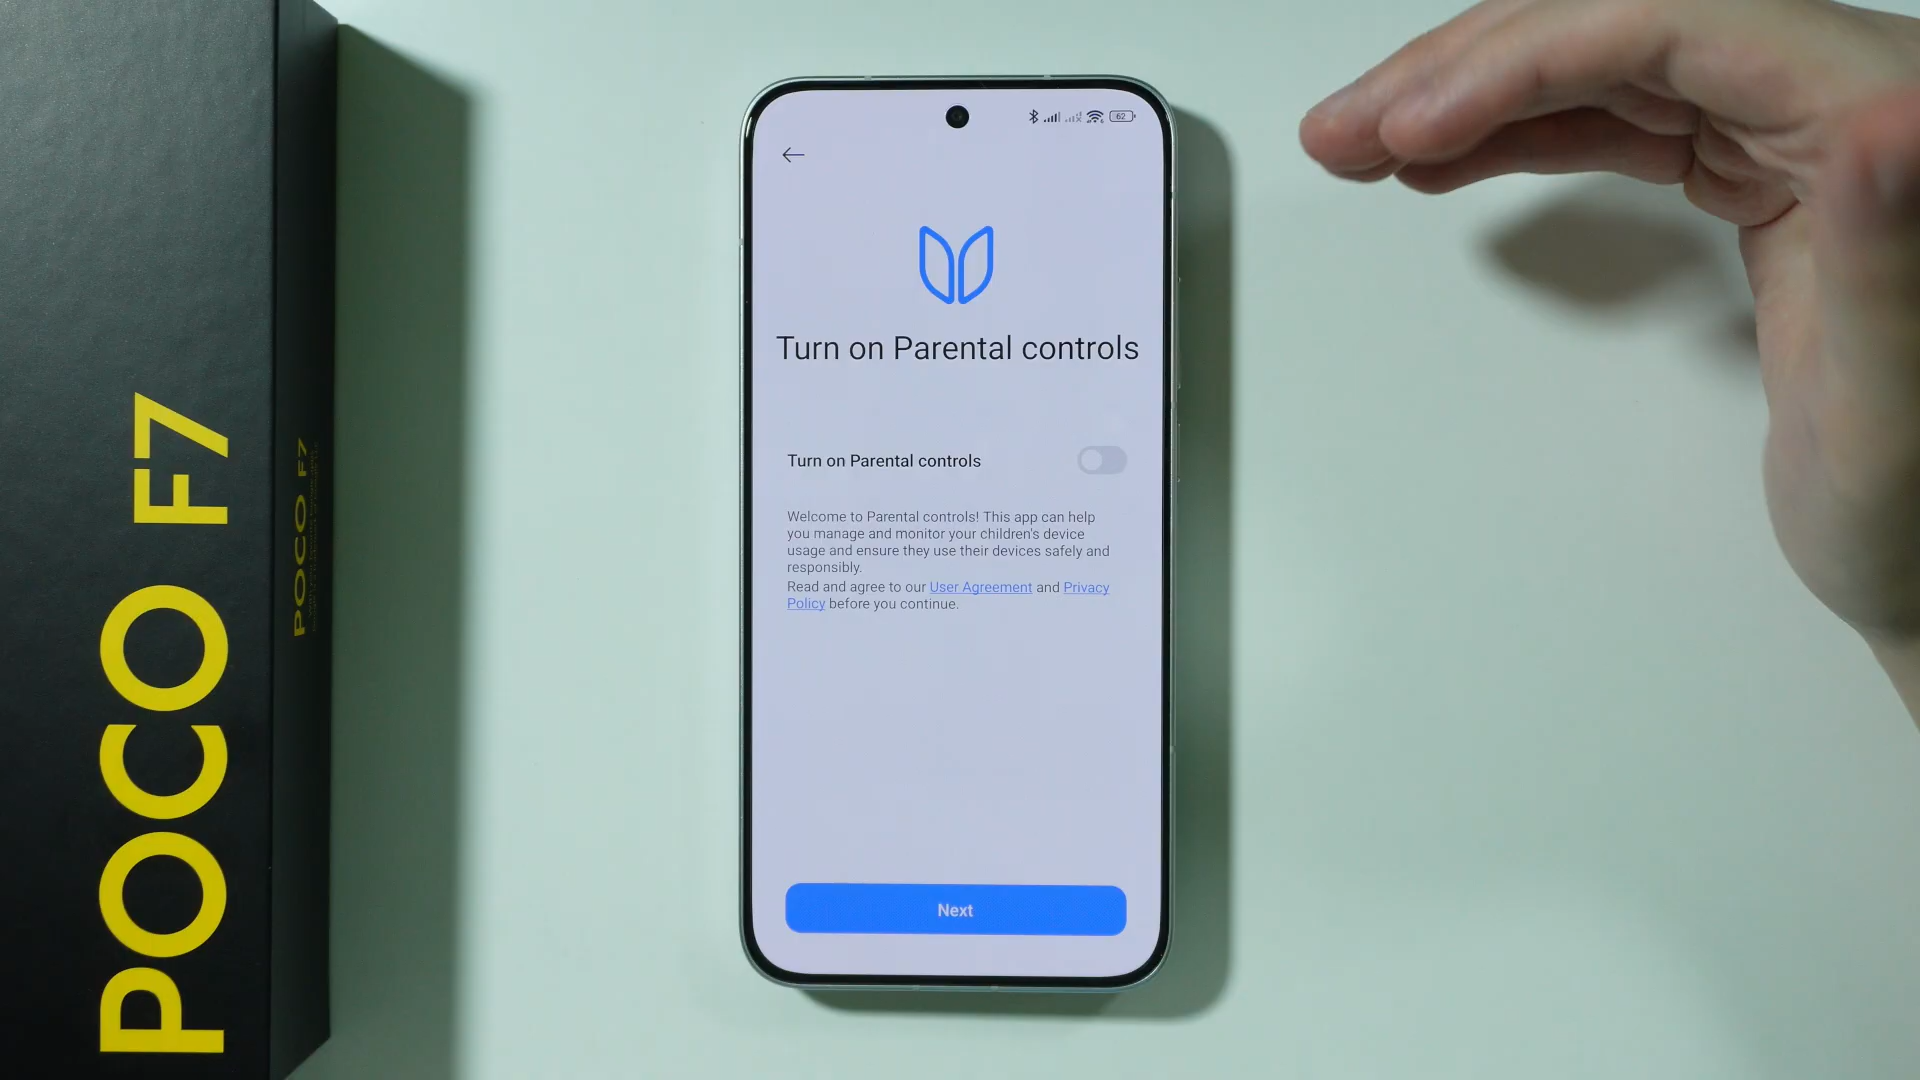 POCO F7
POCO F7
62
Turn on Parental controls
Turn on Parental controls
Welcome to Parental controls! This app can help
you manage and monitor your children's device
usage and ensure they use their devices safely and
responsibly.
Read and agree to our User Agreement and Privacy
Policy before you continue.
Next